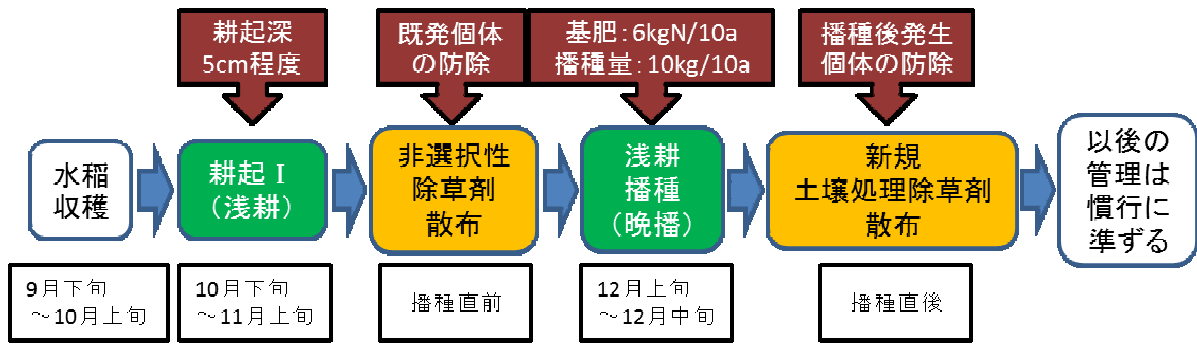 耕起深
5cm程度
既発個体
の防除
基肥:6kgN/10a
播種量:10kg/10a
播種後発生
個体の防除
水稲
収穫
耕起Ⅰ
(浅耕)
非選択性
除草剤
散布
浅耕
播種
(晩播)
新規
土壌処理除草剤
散布
以後の
管理は
慣行に
準ずる
9月下旬
~10月上旬
10月下旬
~11月上旬
播種直前
12月上旬
~12月中旬
播種直後